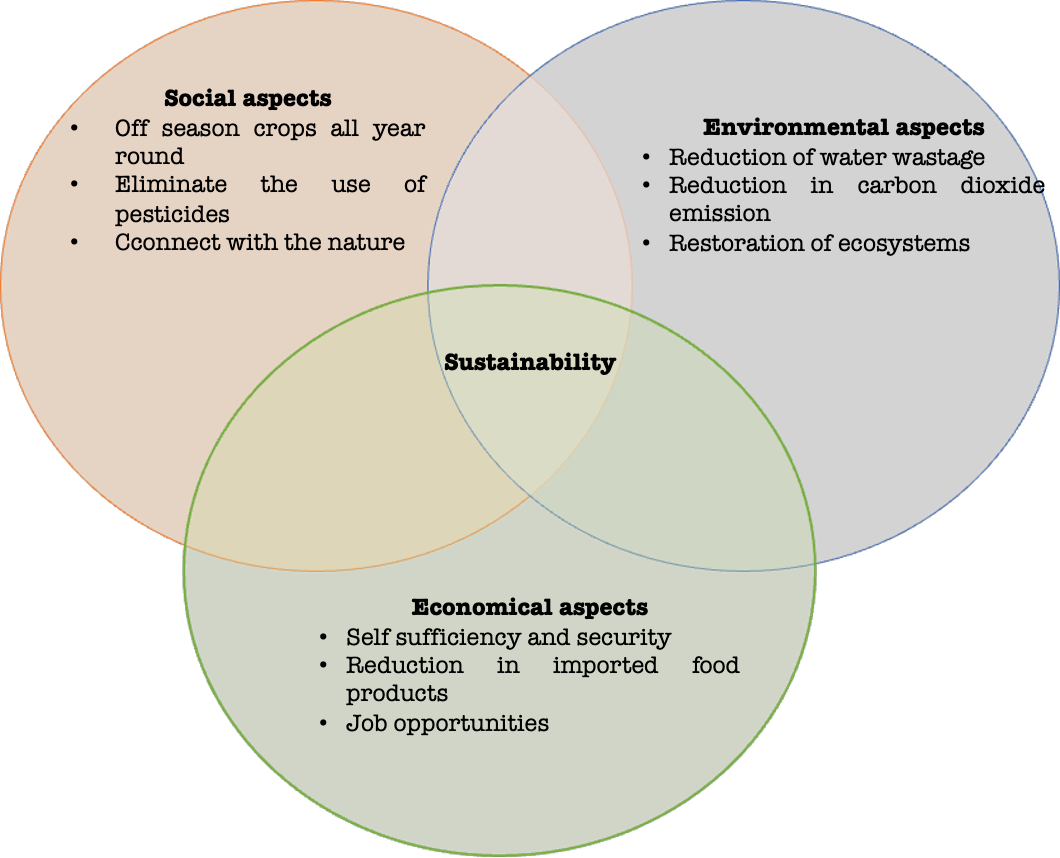 Social aspects
• Off season crops all year
round
• Eliminate the use of
pesticides
• Cconnect with the nature
Environmental aspects
• Reduction of water wastage
• Reduction in carbon dioxide
emission
• Restoration of ecosystems
Sustainability
Economical aspects
• Self sufficiency and security
• Reduction in imported food
products
• Job opportunities